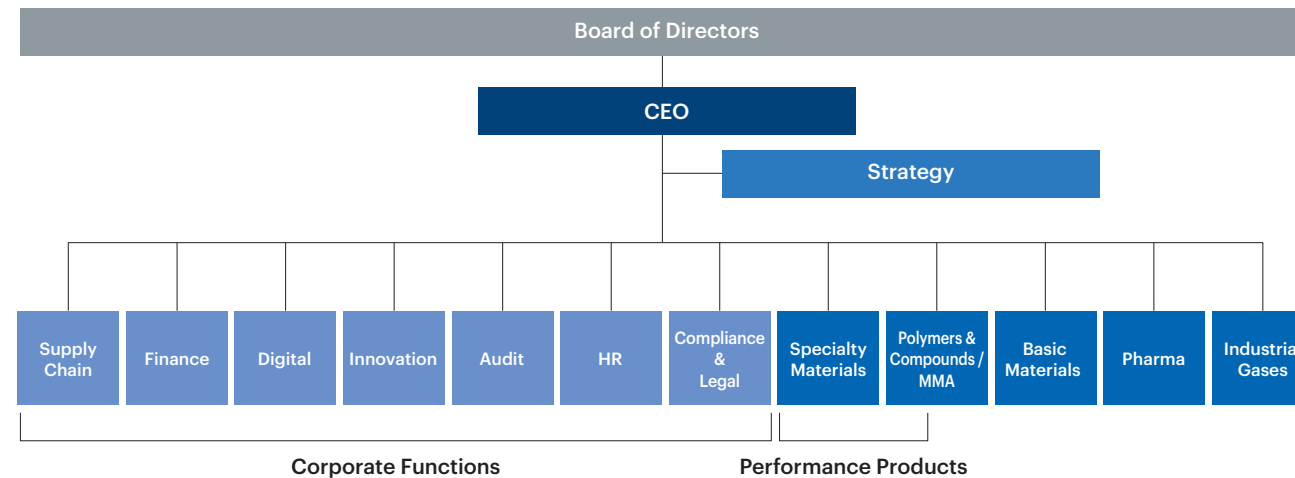 Board of Directors
CEO
Strategy
Supply
Chain
Finance
Digital
Innovation
Audit
HR
Compliance
&
Legal
Specialty
Materials
Polymers &
Compounds /
MMA
Basic
Materials
Pharma
Industrial
Gases
Corporate Functions
Performance Products